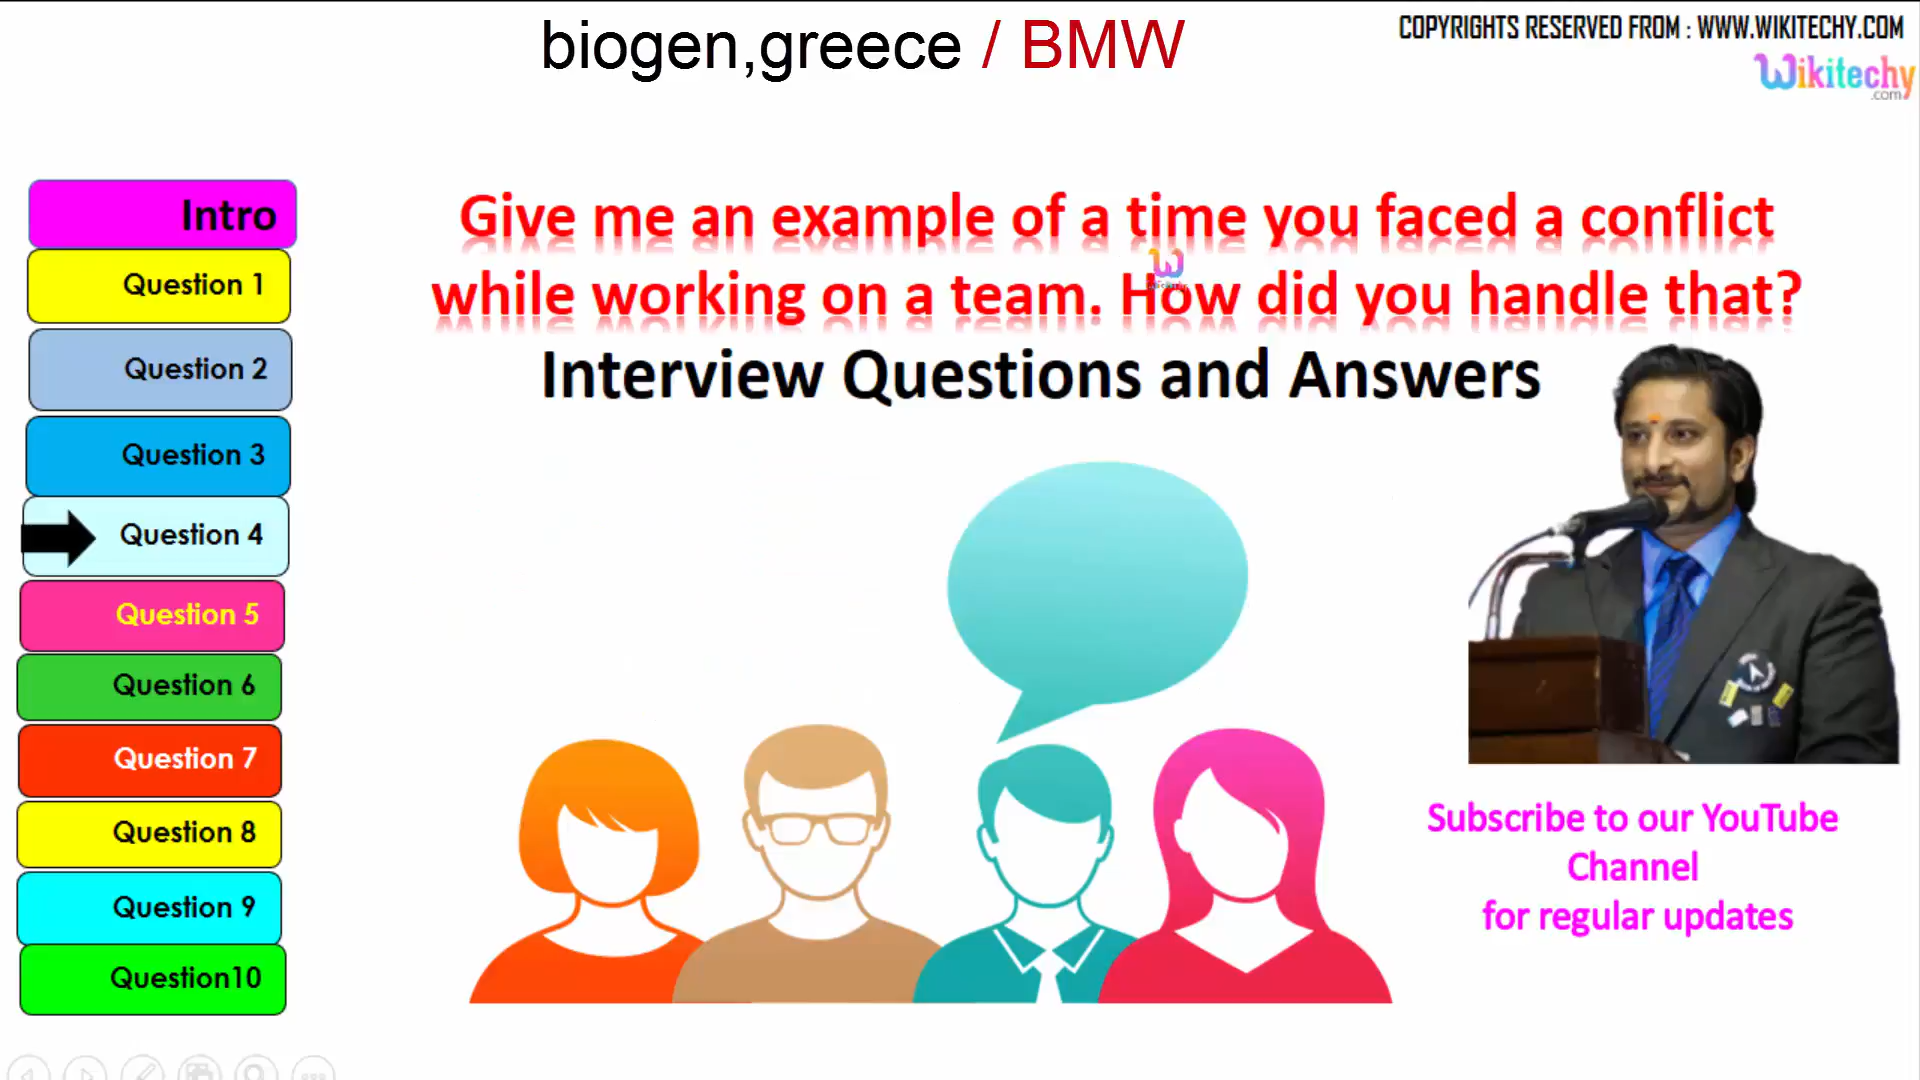 biogen,greece / BMW
COPYRIGHTS RESERVED FROM : WWW.WIKITECHY.COM
Wikitechy
.com
Intro
Question 1
Question 2
Question 3
Question 4
Question 5
Question 6
Question 7
Question 8
Question 9
Question10
Give me an example of a time you faced a conflict
while working on a team. How did you handle that?
Interview Questions and Answers
Subscribe to our YouTube
Channel
for regular updates